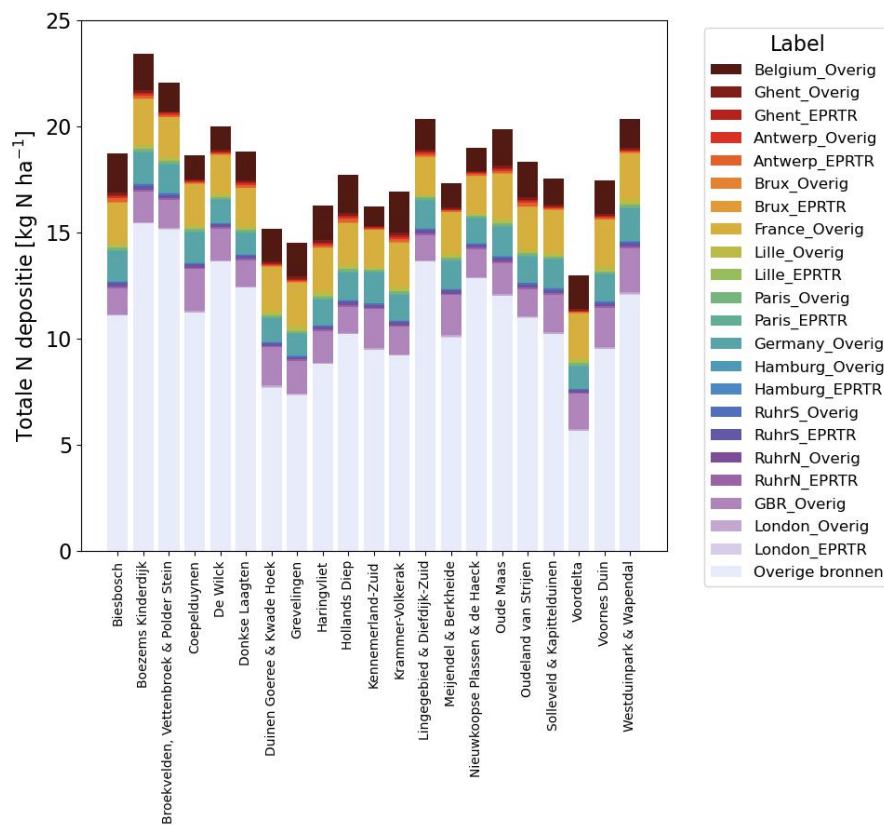 Totale N depositie [kg N ha⁻¹]
25
20
15
10
5
0
Biesbosch
Boezems Kinderdijk
Broekvelden, Vettenbroek & Polder Stein
Coepelduynen
De Wilck
Donkse Laagten
Duinen Goeree & Kwade Hoek
Grevelingen
Haringvliet
Hollands Diep
Kennemerland-Zuid
Krammer-Volkerak
Lingegebied & Diefdijk-Zuid
Meijendel & Berkheide
Nieuwkoopse Plassen & de Haeck
Oude Maas
Oudeland van Strijen
Solleveld & Kapittelduinen
Voordelta
Voornes Duin
Westduinpark & Wapendal
Label
Belgium_Overig
Ghent_Overig
Ghent_EPRTR
Antwerp_Overig
Antwerp_EPRTR
Brux_Overig
Brux_EPRTR
France_Overig
Lille_Overig
Lille_EPRTR
Paris_Overig
Paris_EPRTR
Germany_Overig
Hamburg_Overig
Hamburg_EPRTR
RuhrS_Overig
RuhrS_EPRTR
RuhrN_Overig
RuhrN_EPRTR
GBR_Overig
London_Overig
London_EPRTR
Overige bronnen